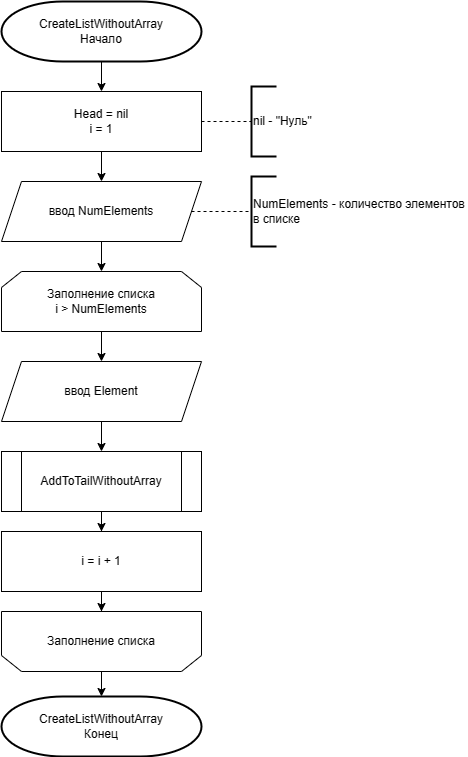 CreateListWithoutArray
Начало
Head = nil
i = 1
nil - "Нуль"
ввод NumElements
NumElements - количество элементов
в списке
Заполнение списка
i > NumElements
ввод Element
AddToTailWithoutArray
i = i + 1
Заполнение списка
CreateListWithoutArray
Конец